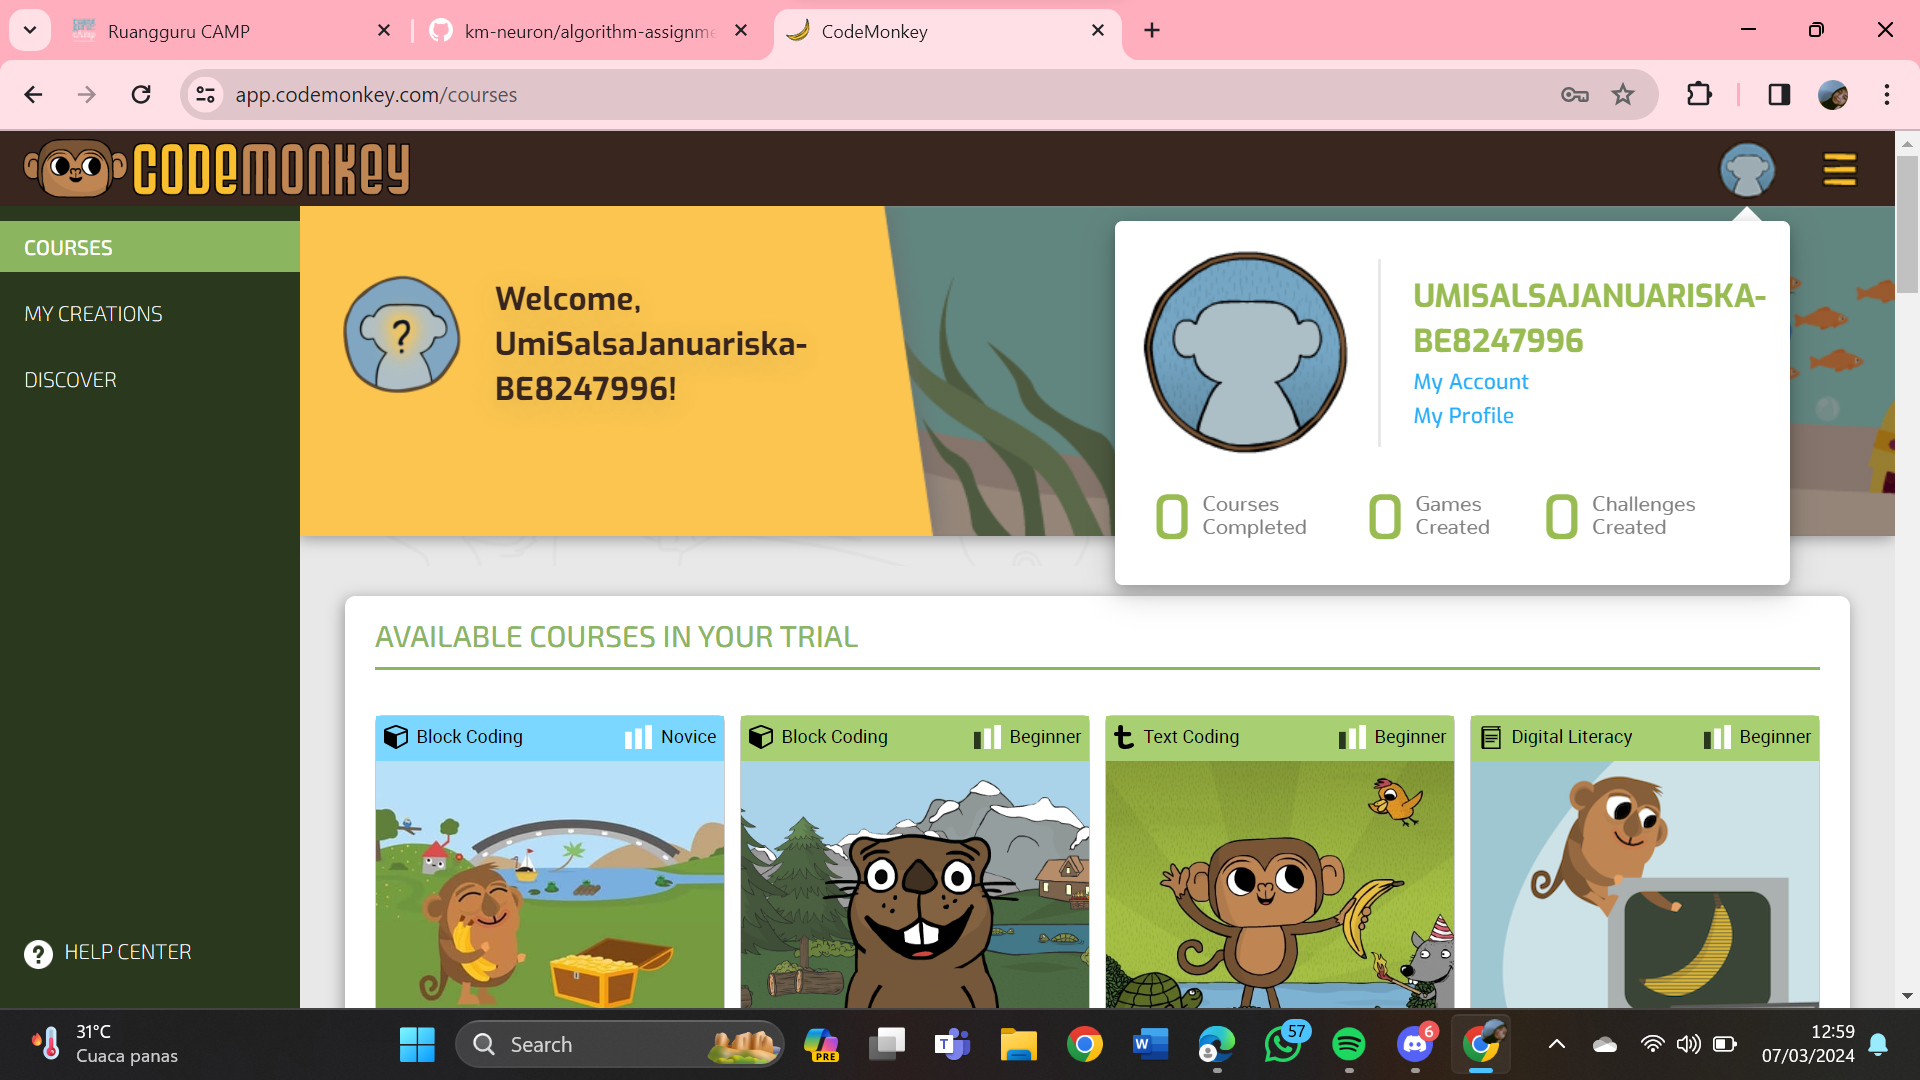 Ruangguru CAMP
km-neuron/algorithm-assignme
CodeMonkey
app.codemonkey.com/courses
CODEMONKEY
COURSES
MY CREATIONS
DISCOVER
HELP CENTER
?
Welcome,
UmiSalsaJanuariska-
BE8247996!
UMISALSAJANUARISKA-
BE8247996
My Account
My Profile
0 Courses Completed
0 Games Created
0 Challenges Created
AVAILABLE COURSES IN YOUR TRIAL
Block Coding Novice
Block Coding Beginner
Text Coding Beginner
Digital Literacy Beginner
31°C
Cuaca panas
Search
PRE
57
6
12:59
07/03/2024